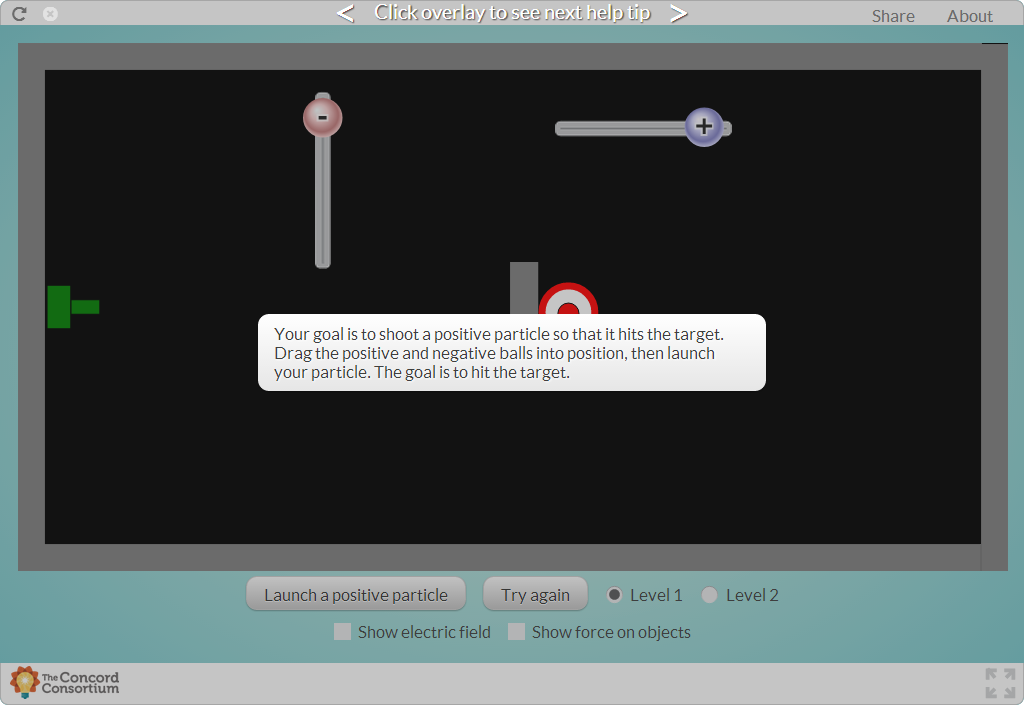 < Click overlay to see next help tip >
Share About
-
+
Your goal is to shoot a positive particle so that it hits the target.
Drag the positive and negative balls into position, then launch
your particle. The goal is to hit the target.
Launch a positive particle Try again Level 1 Level 2
Show electric field Show force on objects
The Concord
Consortium